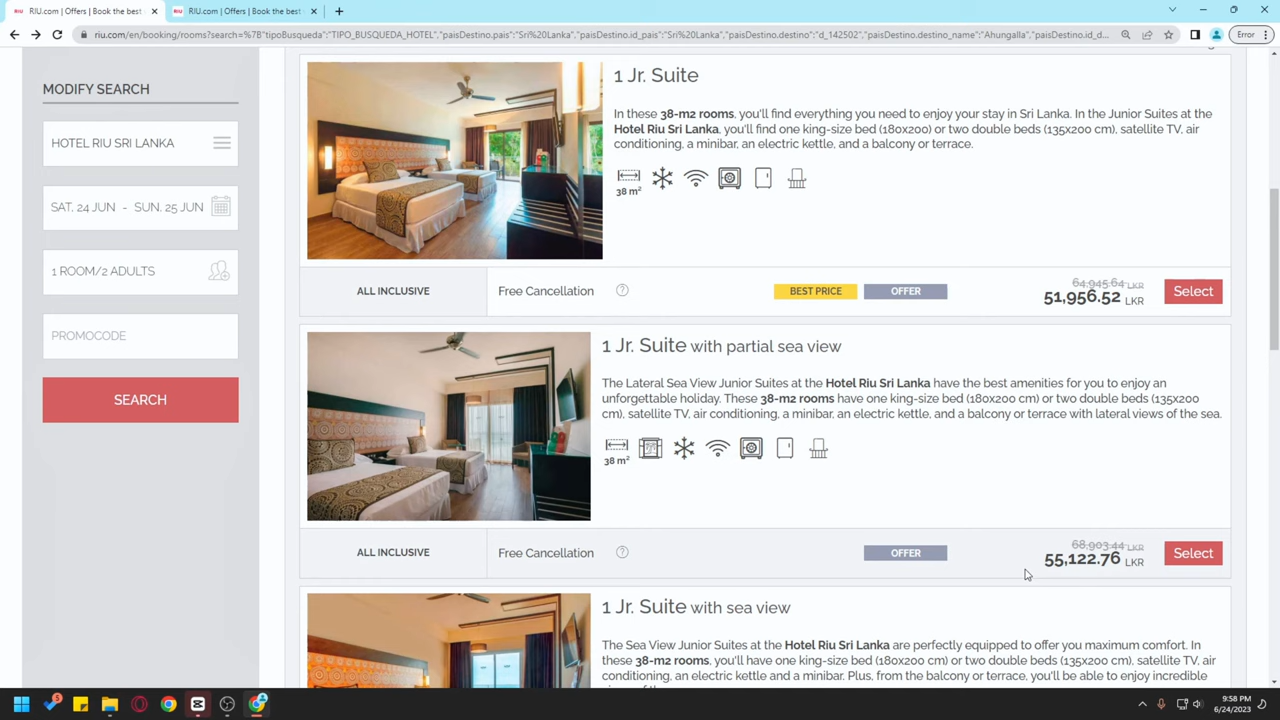 RIU.com | Offers | Book the best
RIU.com | Offers | Book the best
riu.com/en/booking/rooms?search=%7B"tipoBusqueda":"TIPO_BUSQUEDA_HOTEL","paisDestino.pais":"Sri%20Lanka","paisDestino.id_pais":"Sri%20Lanka","paisDestino.destino":"d_142502","paisDestino.destino_name":"Ahungalla","paisDestino.id_d...
Error
MODIFY SEARCH
HOTEL RIU SRI LANKA
SAT. 24 JUN - SUN. 25 JUN
1 ROOM/2 ADULTS
PROMOCODE
SEARCH
1 Jr. Suite
In these 38-m2 rooms, you'll find everything you need to enjoy your stay in Sri Lanka. In the Junior Suites at the
Hotel Riu Sri Lanka, you'll find one king-size bed (180x200) or two double beds (135x200 cm), satellite TV, air
conditioning, a minibar, an electric kettle, and a balcony or terrace.
38 m²
ALL INCLUSIVE
Free Cancellation ?
BEST PRICE
OFFER
64,945.64 LKR
51,956.52 LKR
Select
1 Jr. Suite with partial sea view
The Lateral Sea View Junior Suites at the Hotel Riu Sri Lanka have the best amenities for you to enjoy an
unforgettable holiday. These 38-m2 rooms have one king-size bed (180x200 cm) or two double beds (135x200
cm), satellite TV, air conditioning, a minibar, an electric kettle, and a balcony or terrace with lateral views of the sea.
38 m²
ALL INCLUSIVE
Free Cancellation ?
OFFER
68,903.44 LKR
55,122.76 LKR
Select
1 Jr. Suite with sea view
The Sea View Junior Suites at the Hotel Riu Sri Lanka are perfectly equipped to offer you maximum comfort. In
these 38-m2 rooms, you'll have one king-size bed (180x200 cm) or two double beds (135x200 cm), satellite TV,
air conditioning, an electric kettle and a minibar. Plus, from the balcony or terrace, you'll be able to enjoy incredible
5
9:58 PM
6/24/2023